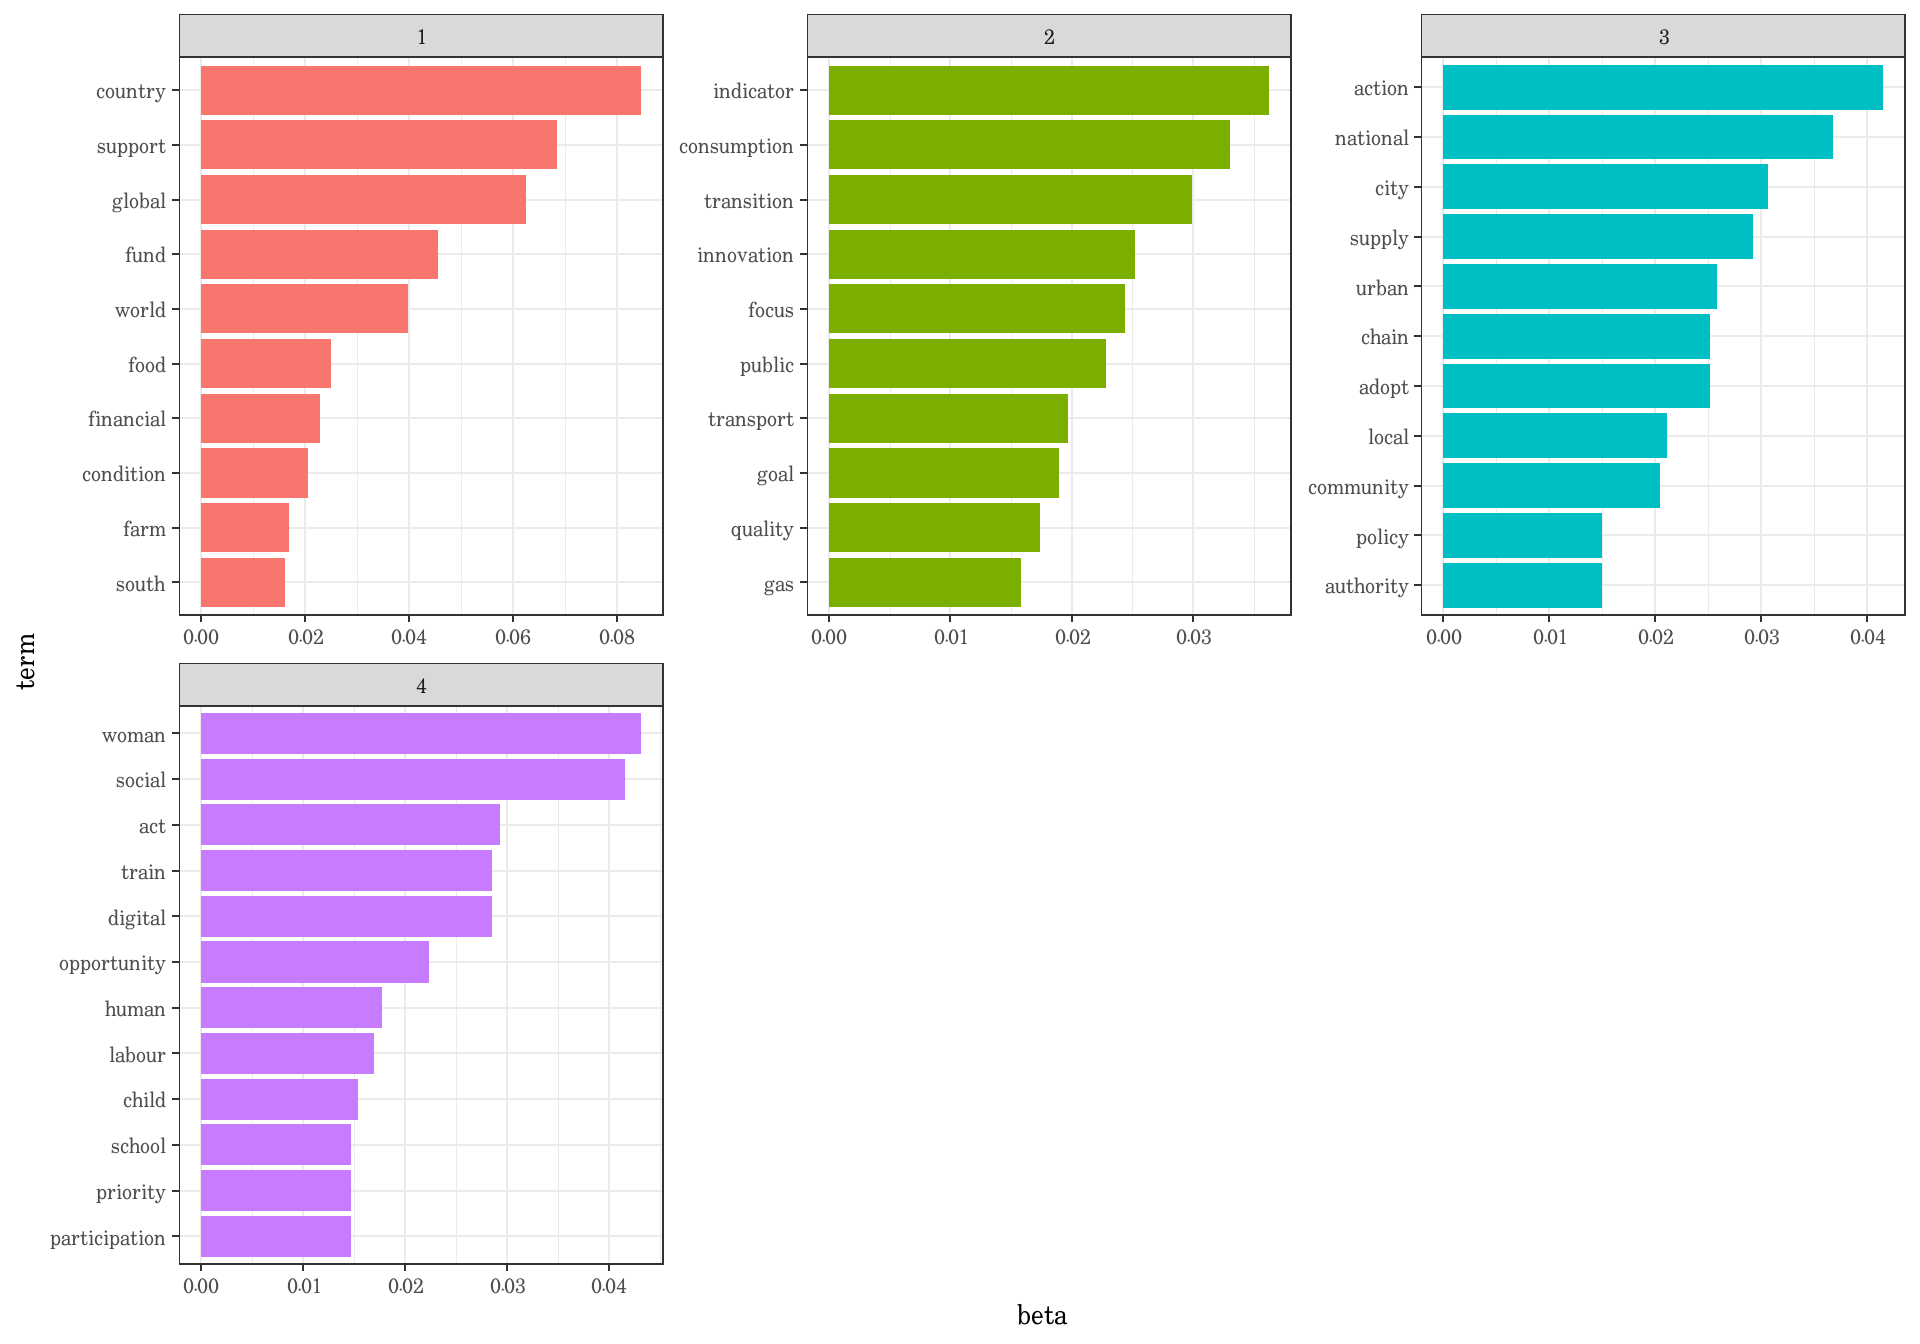 1
country
support
global
fund
world
food
financial
condition
farm
south
0.00 0.02 0.04 0.06 0.08
2
indicator
consumption
transition
innovation
focus
public
transport
goal
quality
gas
0.00 0.01 0.02 0.03
3
action
national
city
supply
urban
chain
adopt
local
community
policy
authority
0.00 0.01 0.02 0.03 0.04
4
woman
social
act
train
digital
opportunity
human
labour
child
school
priority
participation
0.00 0.01 0.02 0.03 0.04
term
beta